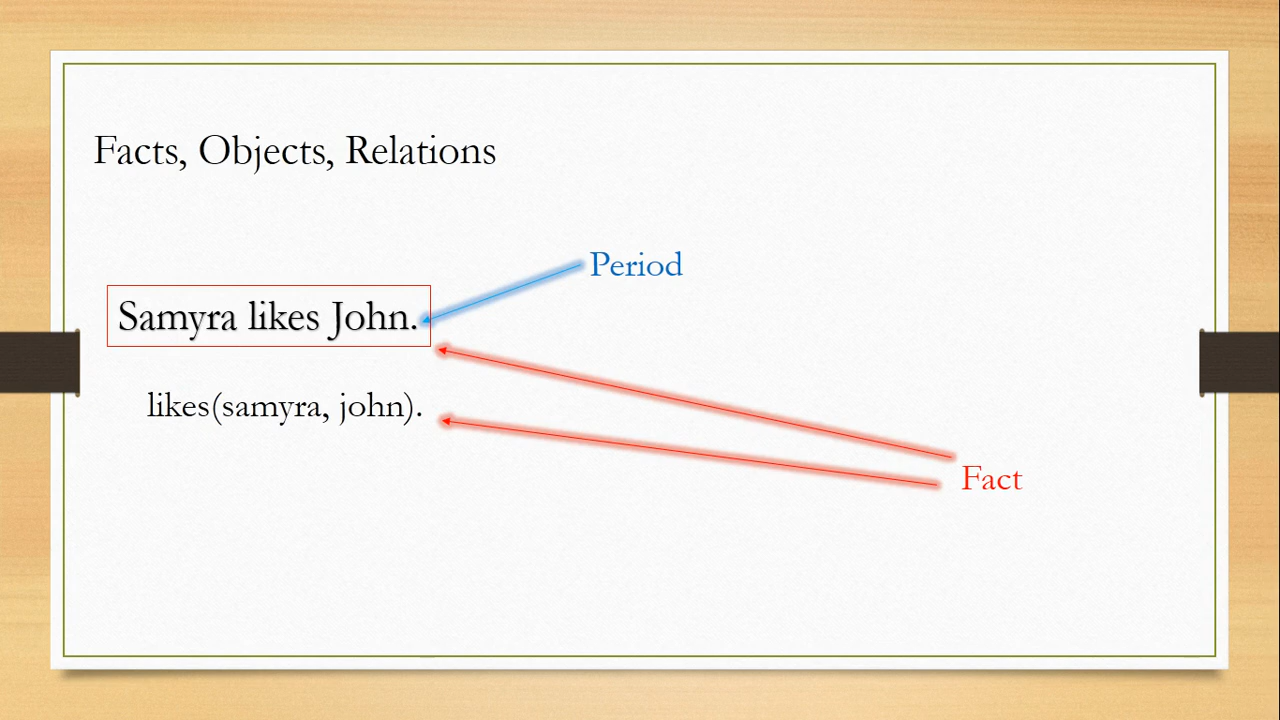 Facts, Objects, Relations
Period
Samyra likes John.
likes(samyra, john).
Fact